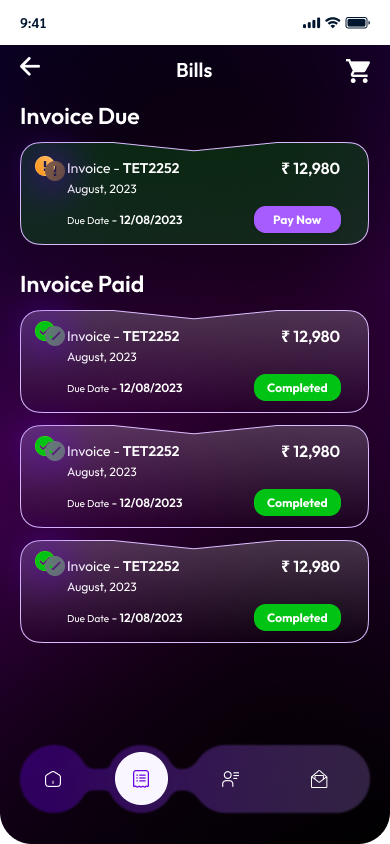 9:41
Bills
Invoice Due
Invoice - TET2252 ₹ 12,980
August, 2023
Due Date - 12/08/2023 Pay Now
Invoice Paid
Invoice - TET2252 ₹ 12,980
August, 2023
Due Date - 12/08/2023 Completed
Invoice - TET2252 ₹ 12,980
August, 2023
Due Date - 12/08/2023 Completed
Invoice - TET2252 ₹ 12,980
August, 2023
Due Date - 12/08/2023 Completed